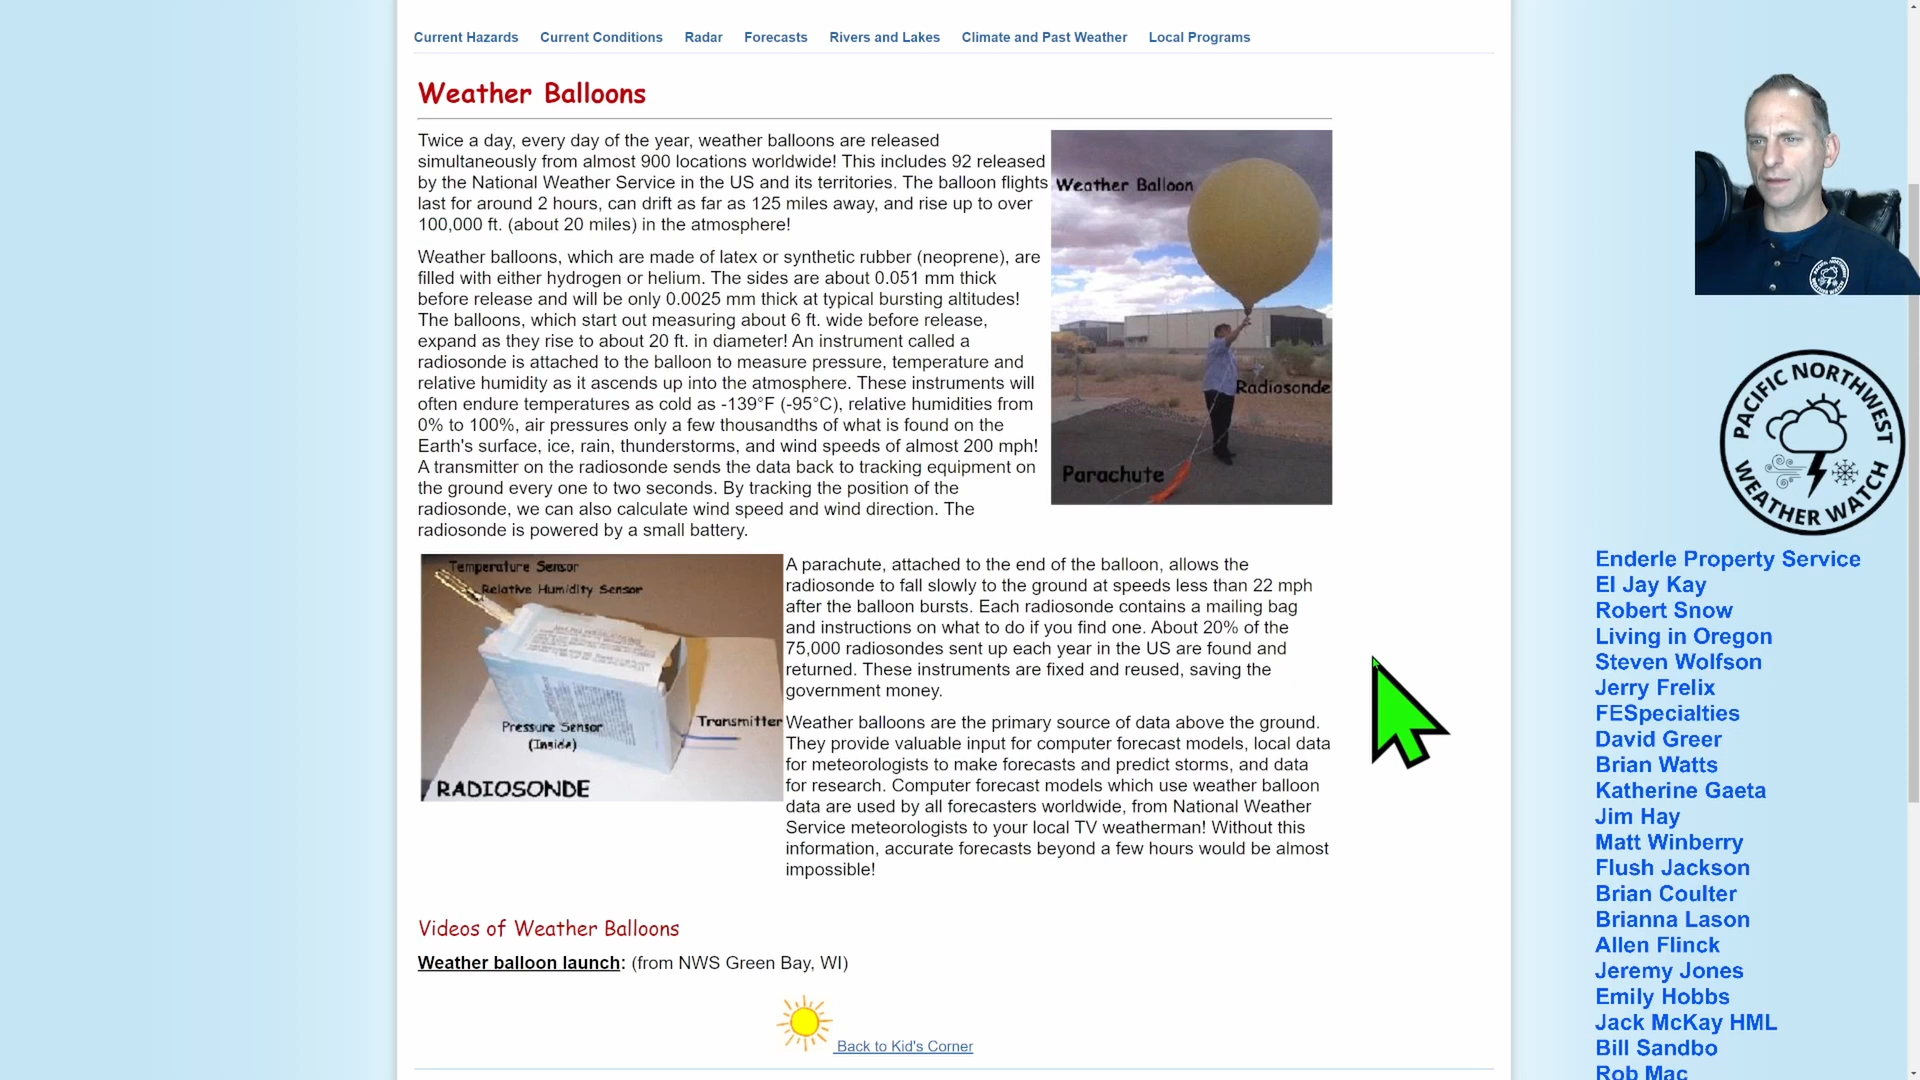 Current Hazards Current Conditions Radar Forecasts Rivers and Lakes Climate and Past Weather Local Programs
Weather Balloons
Twice a day, every day of the year, weather balloons are released
simultaneously from almost 900 locations worldwide! This includes 92 released
by the National Weather Service in the US and its territories. The balloon flights
last for around 2 hours, can drift as far as 125 miles away, and rise up to over
100,000 ft. (about 20 miles) in the atmosphere!
Weather balloons, which are made of latex or synthetic rubber (neoprene), are
filled with either hydrogen or helium. The sides are about 0.051 mm thick
before release and will be only 0.0025 mm thick at typical bursting altitudes!
The balloons, which start out measuring about 6 ft. wide before release,
expand as they rise to about 20 ft. in diameter! An instrument called a
radiosonde is attached to the balloon to measure pressure, temperature and
relative humidity as it ascends up into the atmosphere. These instruments will
often endure temperatures as cold as -139°F (-95°C), relative humidities from
0% to 100%, air pressures only a few thousandths of what is found on the
Earth's surface, ice, rain, thunderstorms, and wind speeds of almost 200 mph!
A transmitter on the radiosonde sends the data back to tracking equipment on
the ground every one to two seconds. By tracking the position of the
radiosonde, we can also calculate wind speed and wind direction. The
radiosonde is powered by a small battery.
Weather Balloon
Radiosonde
Parachute
Temperature Sensor
Relative Humidity Sensor
Pressure Sensor
(Inside)
Transmitter
RADIOSONDE
A parachute, attached to the end of the balloon, allows the
radiosonde to fall slowly to the ground at speeds less than 22 mph
after the balloon bursts. Each radiosonde contains a mailing bag
and instructions on what to do if you find one. About 20% of the
75,000 radiosondes sent up each year in the US are found and
returned. These instruments are fixed and reused, saving the
government money.
Weather balloons are the primary source of data above the ground.
They provide valuable input for computer forecast models, local data
for meteorologists to make forecasts and predict storms, and data
for research. Computer forecast models which use weather balloon
data are used by all forecasters worldwide, from National Weather
Service meteorologists to your local TV weatherman! Without this
information, accurate forecasts beyond a few hours would be almost
impossible!
Videos of Weather Balloons
Weather balloon launch: (from NWS Green Bay, WI)
Back to Kid's Corner
PACIFIC NORTHWEST
WEATHER WATCH
Enderle Property Service
El Jay Kay
Robert Snow
Living in Oregon
Steven Wolfson
Jerry Frelix
FESpecialties
David Greer
Brian Watts
Katherine Gaeta
Jim Hay
Matt Winberry
Flush Jackson
Brian Coulter
Brianna Lason
Allen Flinck
Jeremy Jones
Emily Hobbs
Jack McKay HML
Bill Sandbo
Rob Mac